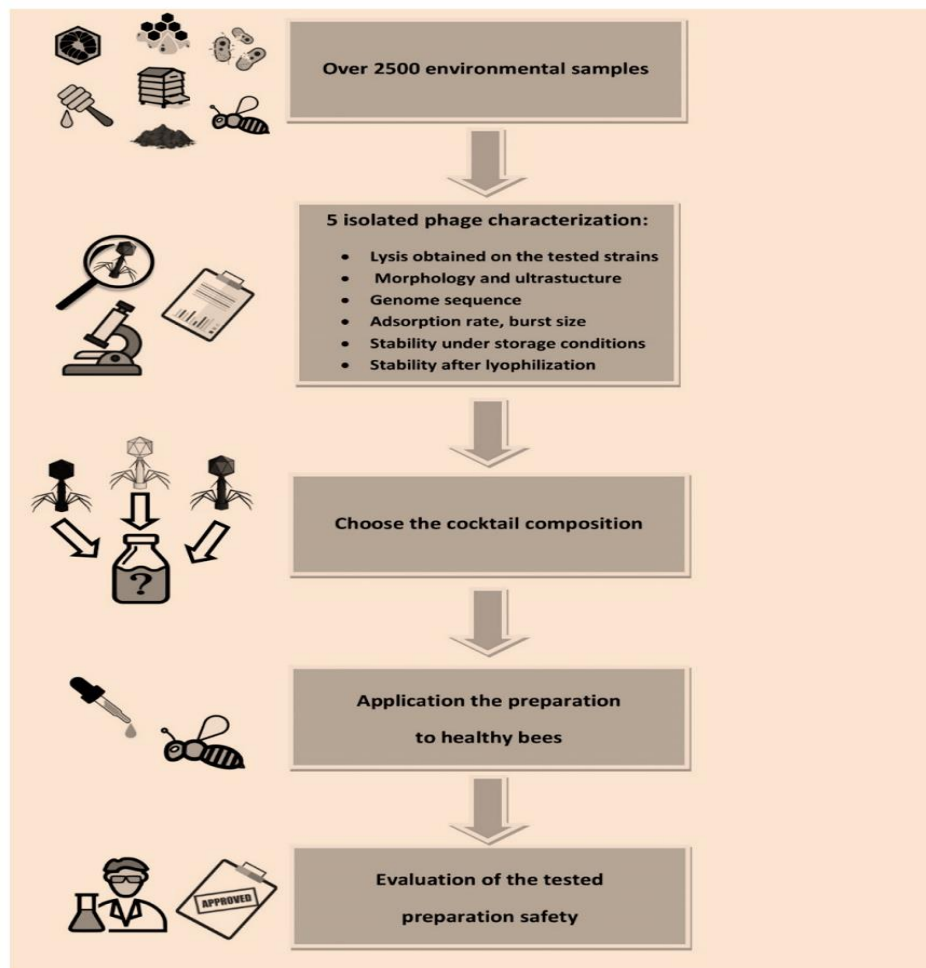 Over 2500 environmental samples
5 isolated phage characterization:
• Lysis obtained on the tested strains
• Morphology and ultrastucture
• Genome sequence
• Adsorption rate, burst size
• Stability under storage conditions
• Stability after lyophilization
Choose the cocktail composition
?
Application the preparation
to healthy bees
Evaluation of the tested
preparation safety
APPROVED